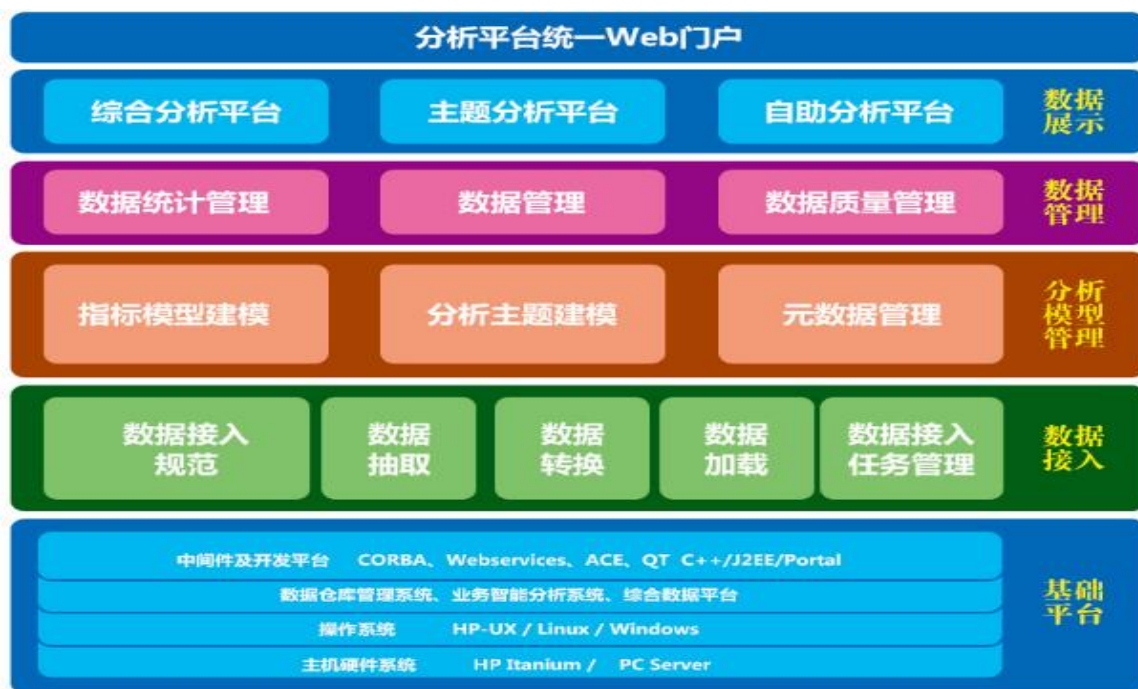 分析平台统一Web门户
综合分析平台 主题分析平台 自助分析平台
数据
展示
数据统计管理 数据管理 数据质量管理
数据
管理
指标模型建模 分析主题建模 元数据管理
分析
模型
管理
数据接入
规范
数据
抽取
数据
转换
数据
加载
数据接入
任务管理
数据
接入
中间件及开发平台 CORBA、Webservices、ACE、QT C++/J2EE/Portal
数据仓库管理系统、业务智能分析系统、综合数据平台
操作系统 HP-UX / Linux / Windows
主机硬件系统 HP Itanium / PC Server
基础
平台